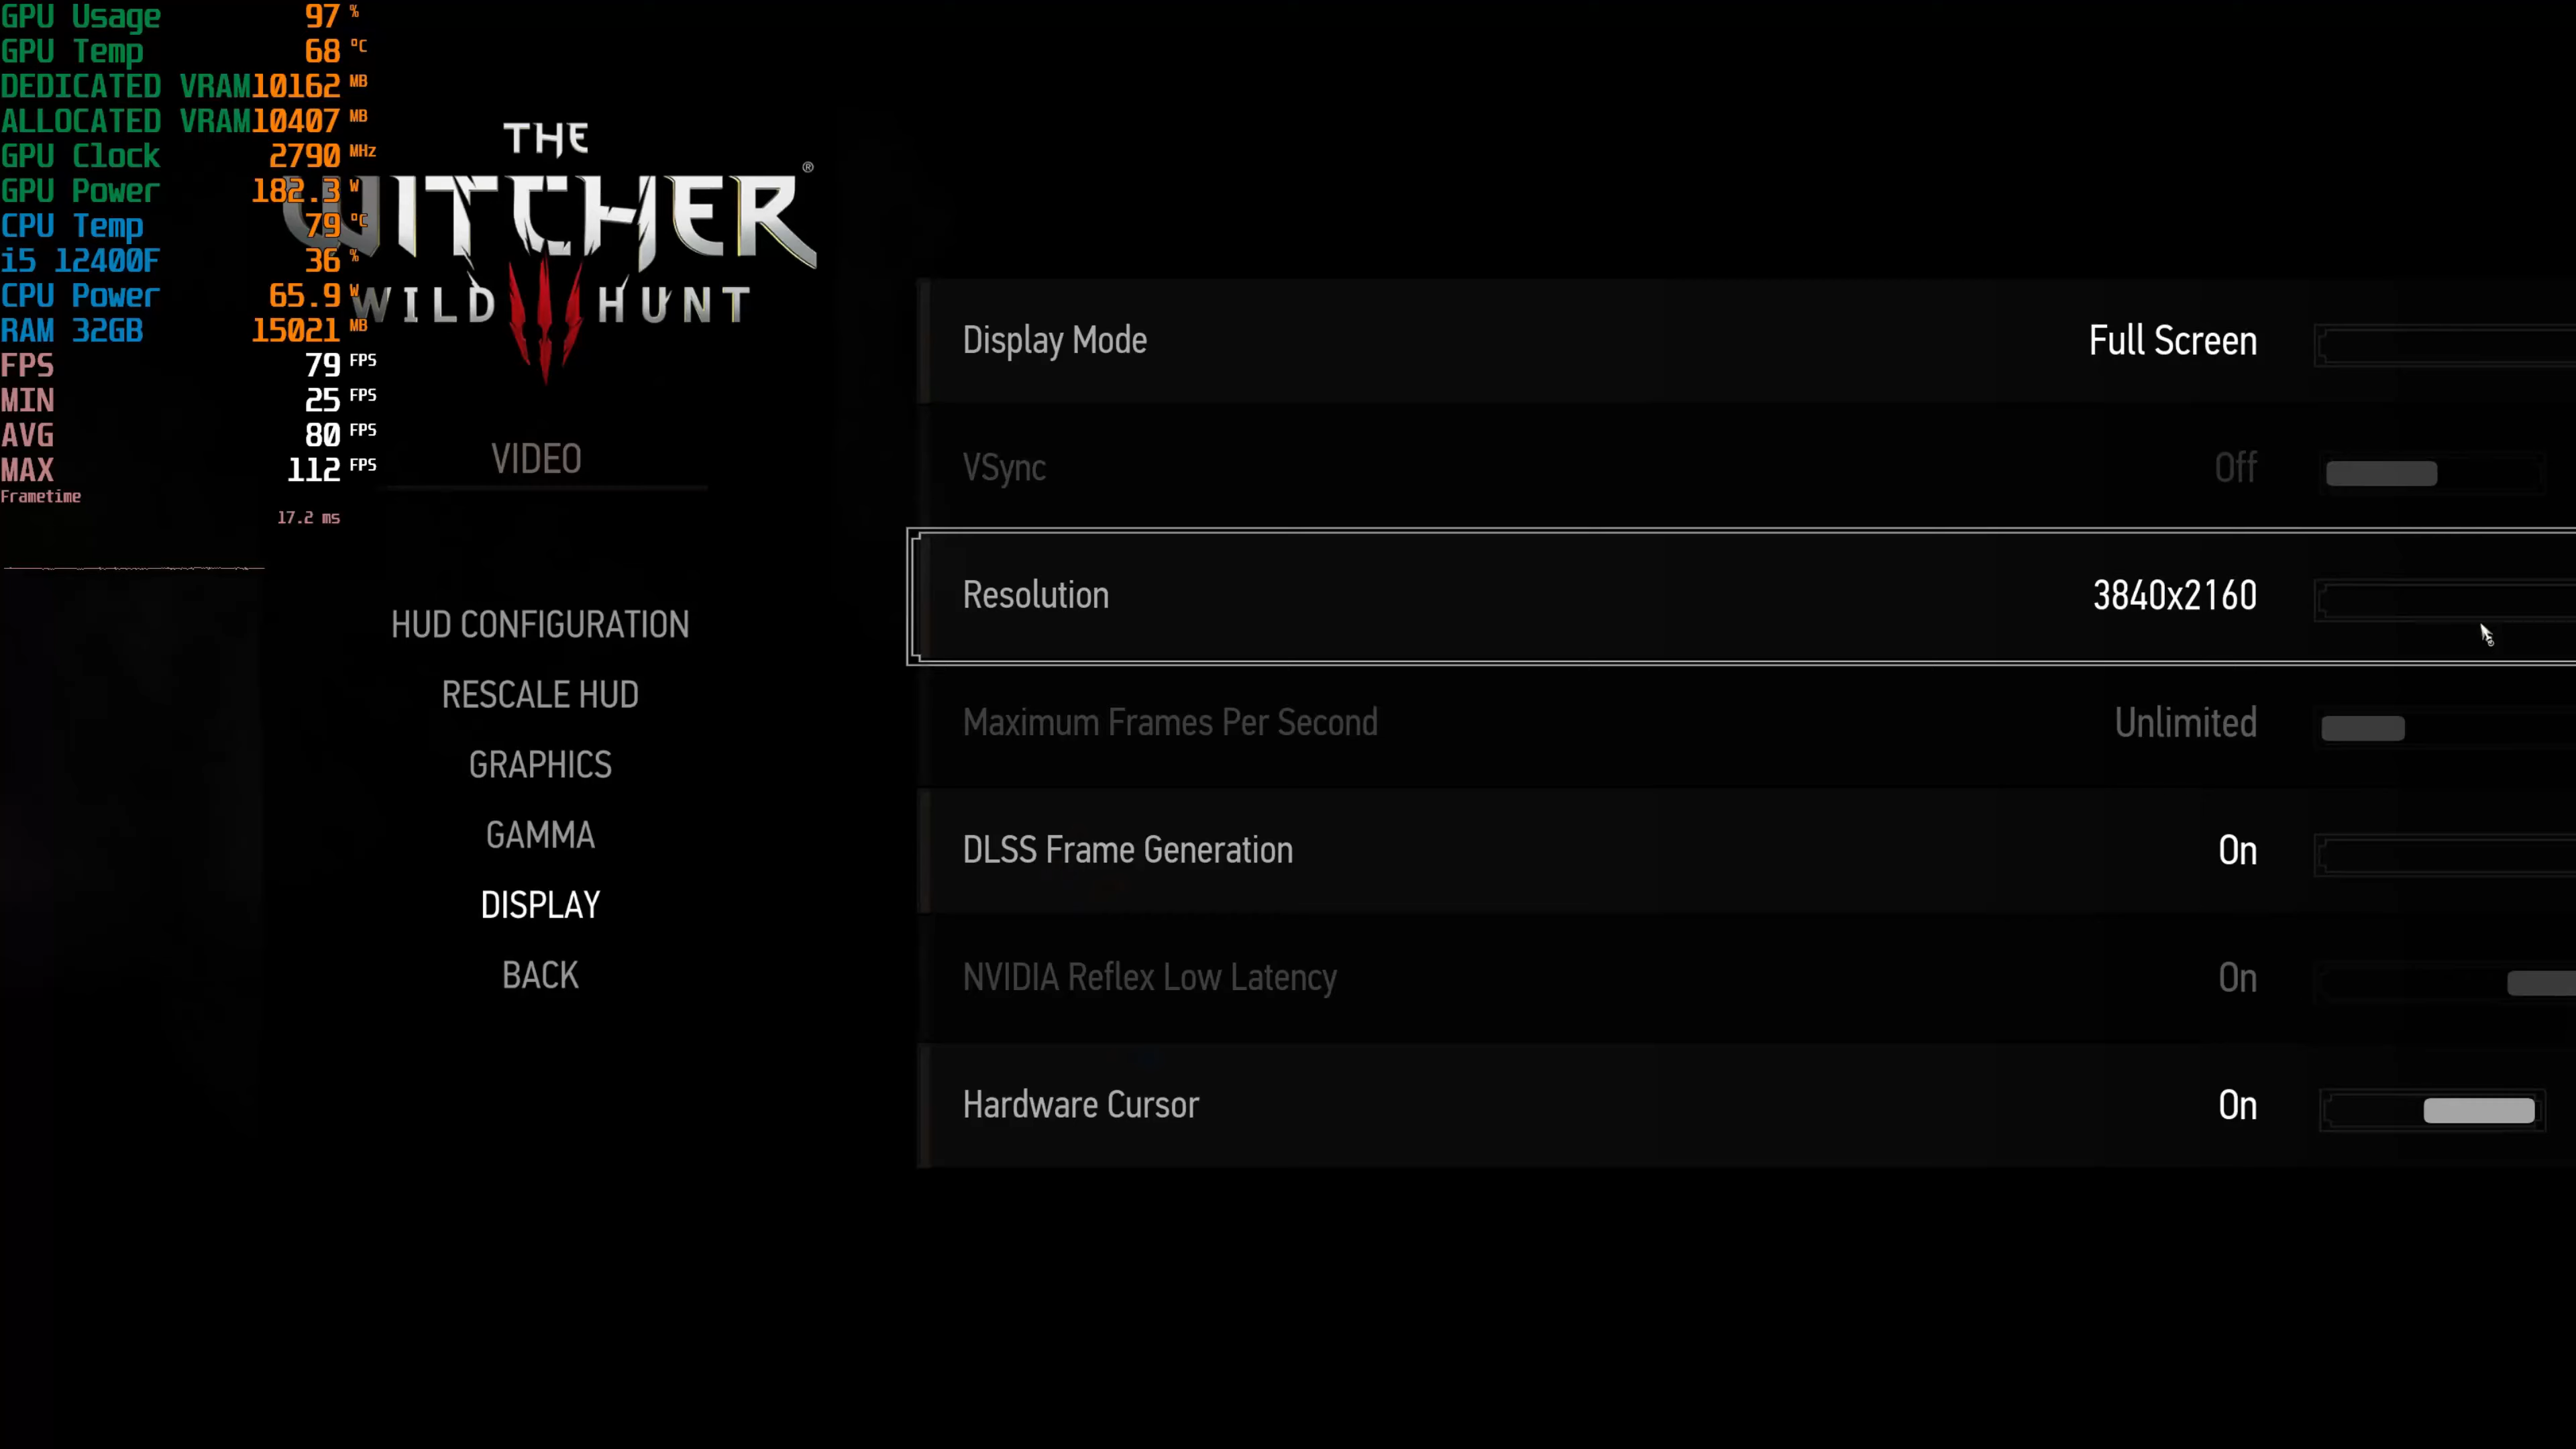 GPU Usage 97 %
GPU Temp 68 °C
DEDICATED VRAM 10162 MB
ALLOCATED VRAM 10407 MB
GPU Clock 2790 MHz
GPU Power 182.3 W
CPU Temp 79 °C
i5 12400F 36 %
CPU Power 65.9 W
RAM 32GB 15021 MB
FPS 79 FPS
MIN 25 FPS
AVG 80 FPS
MAX 112 FPS
Frametime
17.2 ms
THE
WITCHER ®
WILD HUNT
VIDEO
HUD CONFIGURATION
RESCALE HUD
GRAPHICS
GAMMA
DISPLAY
BACK
Display Mode Full Screen
VSync Off
Resolution 3840x2160
Maximum Frames Per Second Unlimited
DLSS Frame Generation On
NVIDIA Reflex Low Latency On
Hardware Cursor On